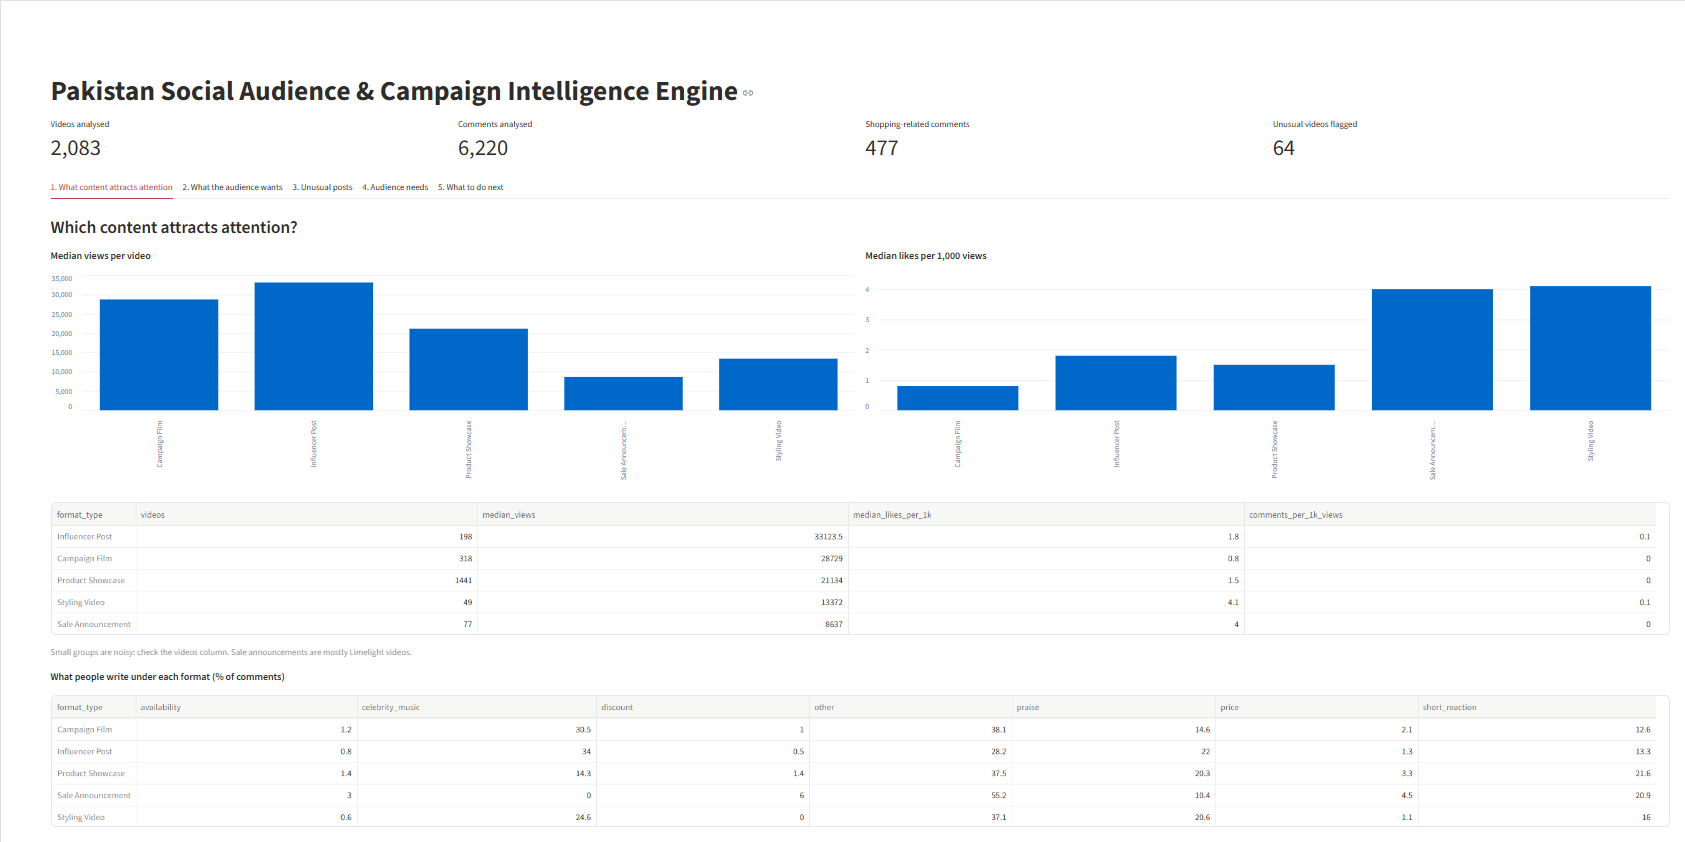 Pakistan Social Audience & Campaign Intelligence Engine
Videos analysed Comments analysed Shopping-related comments Unusual videos flagged
2,083 6,220 477 64
1. What content attracts attention 2. What the audience wants 3. Unusual posts 4. Audience needs 5. What to do next
Which content attracts attention?
Median views per video
35,000
30,000
25,000
20,000
15,000
10,000
5,000
0
Campaign Film
Influencer Post
Product Showcase
Sale Announcem…
Styling Video
Median likes per 1,000 views
4
3
2
1
0
Campaign Film
Influencer Post
Product Showcase
Sale Announcem…
Styling Video
format_type videos median_views median_likes_per_1k comments_per_1k_views
Influencer Post 198 33123.5 1.8 0.1
Campaign Film 318 28729 0.8 0
Product Showcase 1441 21134 1.5 0
Styling Video 49 13372 4.1 0.1
Sale Announcement 77 8637 4 0
Small groups are noisy: check the videos column. Sale announcements are mostly Limelight videos.
What people write under each format (% of comments)
format_type availability celebrity_music discount other praise price short_reaction
Campaign Film 1.2 30.5 1 38.1 14.6 2.1 12.6
Influencer Post 0.8 34 0.5 28.2 22 1.3 13.3
Product Showcase 1.4 14.3 1.4 37.5 20.3 3.3 21.6
Sale Announcement 3 0 6 55.2 10.4 4.5 20.9
Styling Video 0.6 24.6 0 37.1 20.6 1.1 16